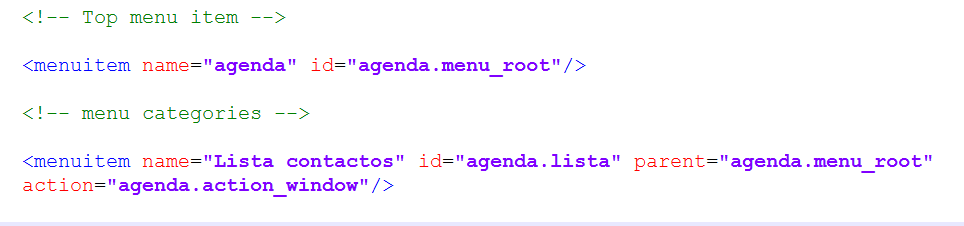 <!-- Top menu item -->
<menuitem name="agenda" id="agenda.menu_root"/>
<!-- menu categories -->
<menuitem name="Lista contactos" id="agenda.lista" parent="agenda.menu_root"
action="agenda.action_window"/>